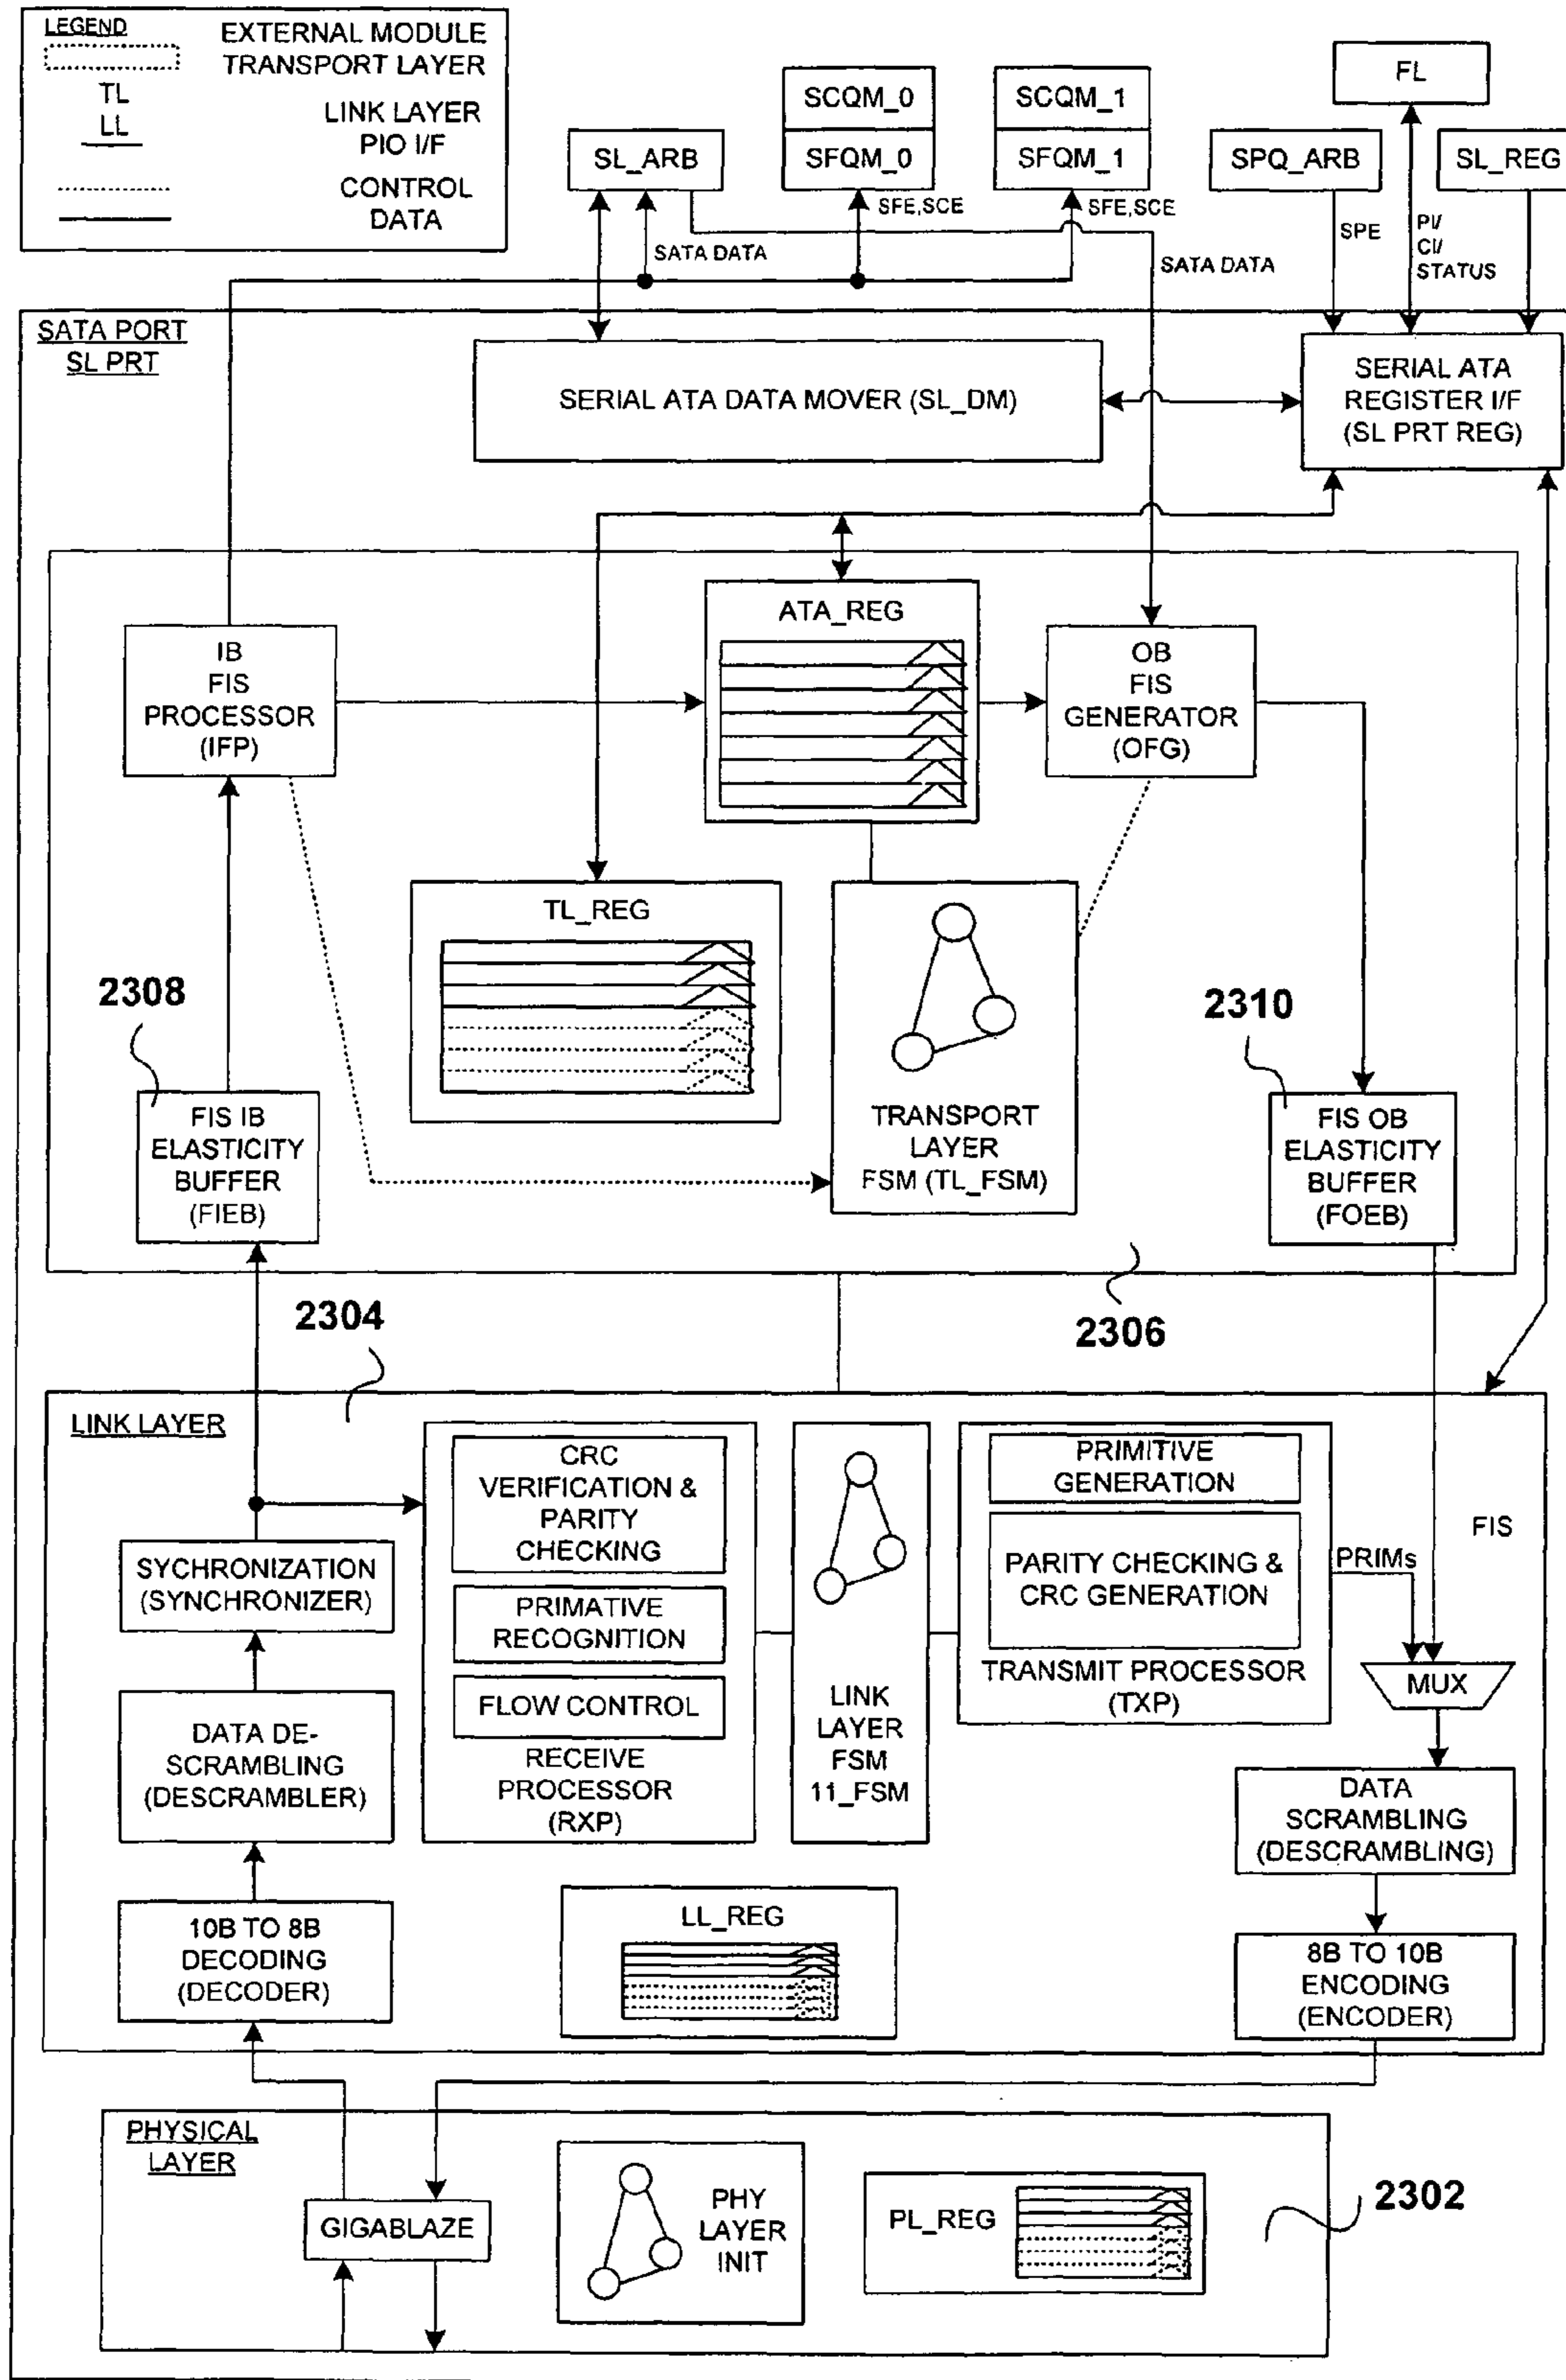 LEGEND
EXTERNAL MODULE
TRANSPORT LAYER
TL
LL
LINK LAYER
PIO I/F
CONTROL
DATA
SL_ARB
SCQM_0
SFQM_0
SCQM_1
SFQM_1
FL
SPQ_ARB
SL_REG
SFE,SCE
SFE,SCE
SATA DATA
SATA DATA
SPE
PI/
CI/
STATUS
SATA PORT
SL PRT
SERIAL ATA DATA MOVER (SL_DM)
SERIAL ATA
REGISTER I/F
(SL PRT REG)
IB
FIS
PROCESSOR
(IFP)
ATA_REG
OB
FIS
GENERATOR
(OFG)
TL_REG
TRANSPORT
LAYER
FSM (TL_FSM)
2308
FIS IB
ELASTICITY
BUFFER
(FIEB)
2310
FIS OB
ELASTICITY
BUFFER
(FOEB)
2304
2306
LINK LAYER
CRC
VERIFICATION &
PARITY
CHECKING
PRIMATIVE
RECOGNITION
FLOW CONTROL
RECEIVE
PROCESSOR
(RXP)
LINK
LAYER
FSM
11_FSM
PRIMITIVE
GENERATION
PARITY CHECKING &
CRC GENERATION
TRANSMIT PROCESSOR
(TXP)
FIS
PRIMs
MUX
SYCHRONIZATION
(SYNCHRONIZER)
DATA DE-
SCRAMBLING
(DESCRAMBLER)
10B TO 8B
DECODING
(DECODER)
LL_REG
DATA
SCRAMBLING
(DESCRAMBLING)
8B TO 10B
ENCODING
(ENCODER)
PHYSICAL
LAYER
GIGABLAZE
PHY
LAYER
INIT
PL_REG
2302